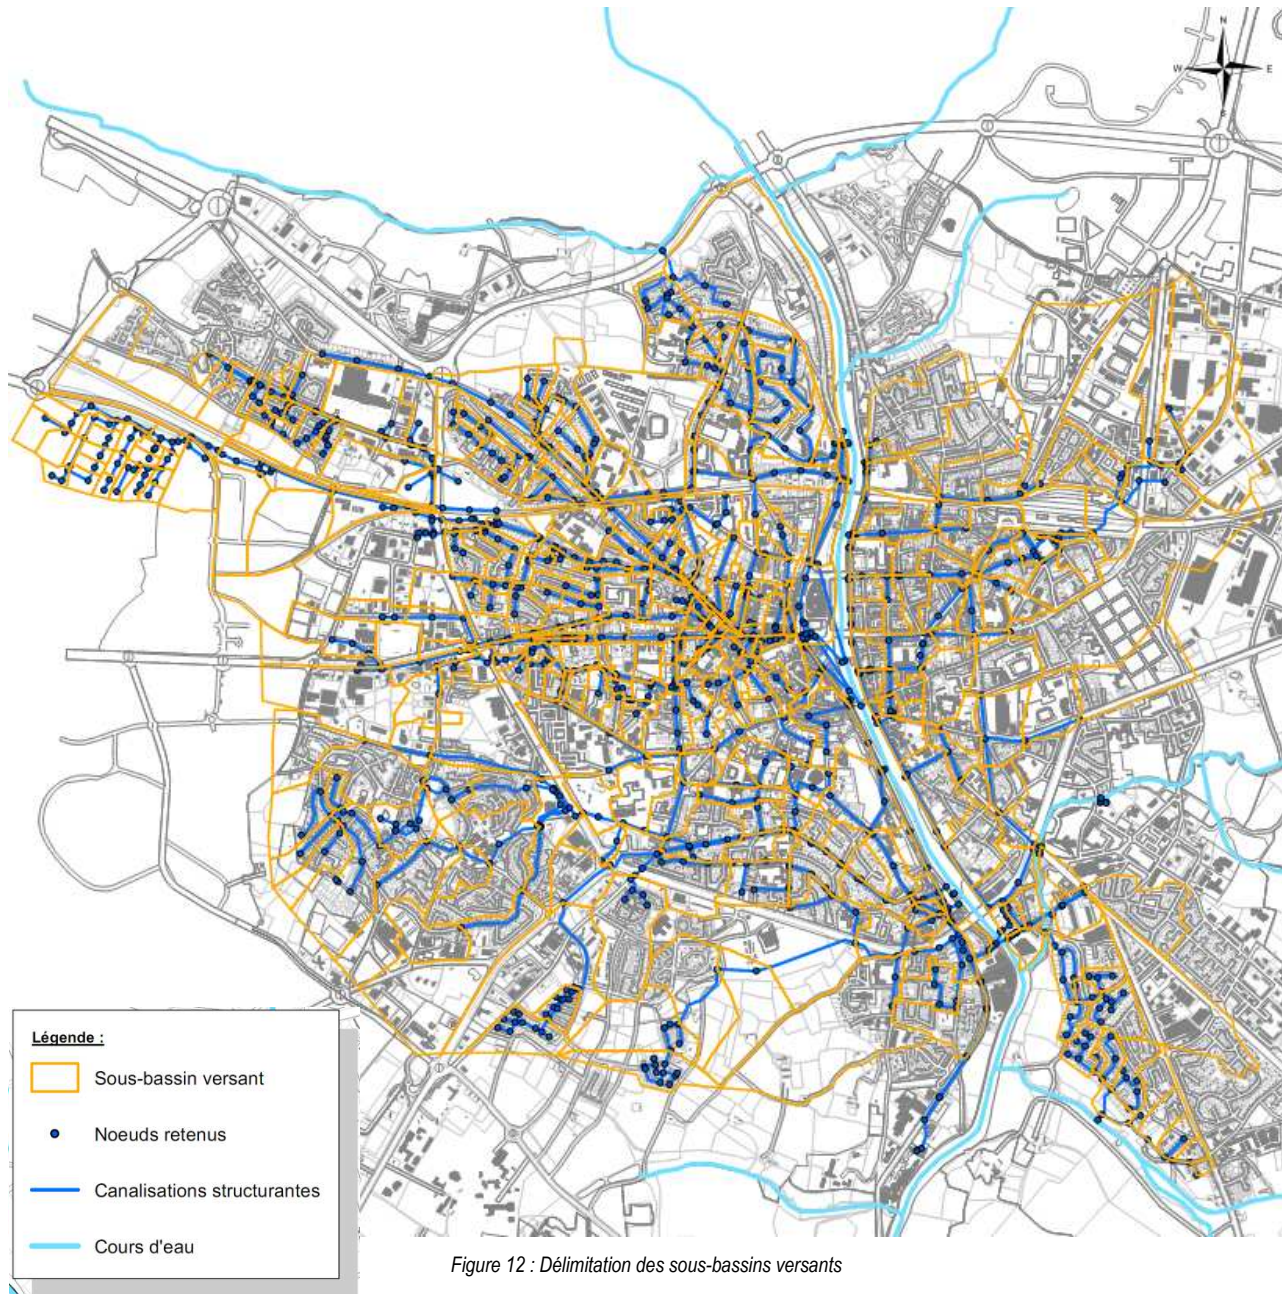 N
W
E
S
Légende :
Sous-bassin versant
Noeuds retenus
Canalisations structurantes
Cours d'eau
Figure 12 : Délimitation des sous-bassins versants